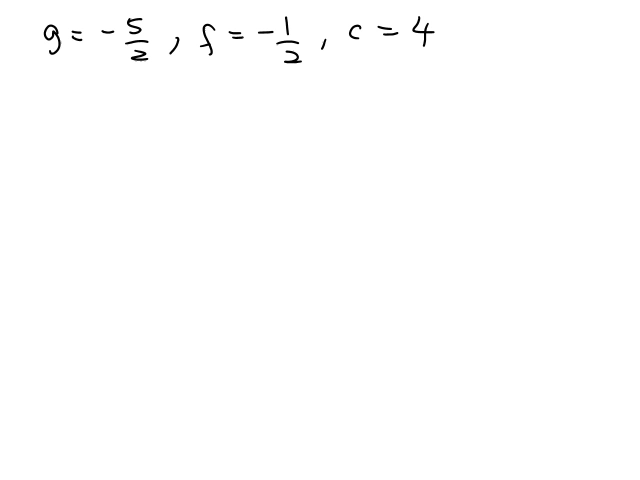 g = - 5/2 , f = - 1/2 , c = 4